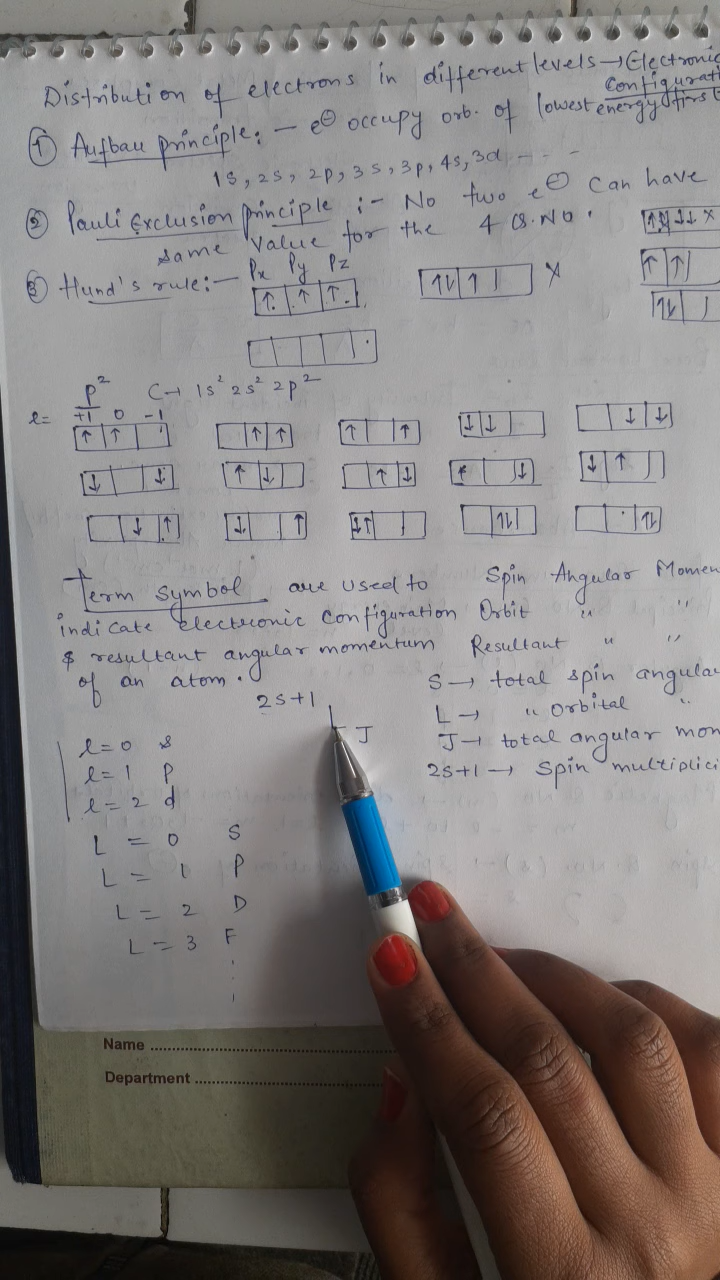 Distribution of electrons in different levels → Electronic
Configurati
① Aufbau principle :- e⊖ occupy orb. of lowest energy first
1s, 2s, 2p, 3s, 3p, 4s, 3d - - -
② Pauli Exclusion principle :- No two e⊖ can have
same value for the 4 Q.No.
↑↓ ↓↓ X
③ Hund's rule :- Px Py Pz
↑ ↑ ↑
↑↓ ↑ X
↑ ↑
↑↓
p² C → 1s² 2s² 2p²
l= +1 0 -1
↑ ↑
↑ ↑
↑ ↑
↓ ↓
↓ ↓
↓ ↓
↑ ↓
↑ ↓
↓
↓ ↑
↓ ↑
↓ ↑
↓↑
↑↓
↑↓
Term symbol are used to
indicate electronic configuration
& resultant angular momentum
of an atom.
Spin Angular Momen
Orbit " "
Resultant " "
S → total spin angular
L → " Orbital "
J → total angular mom
2S+1 → Spin multiplici
2S+1
L
J
l=0 s
l=1 p
l=2 d
L = 0 S
L = 1 P
L = 2 D
L = 3 F
Name
Department